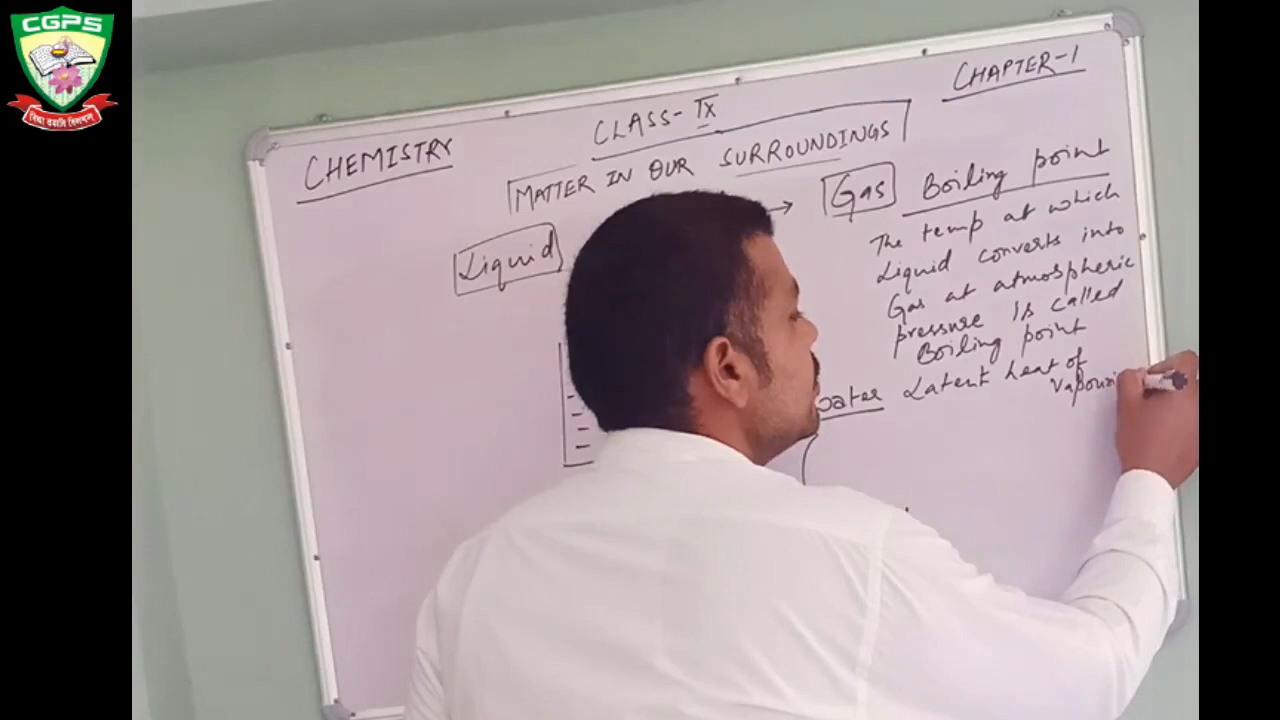 CGPS
CHEMISTRY
CLASS-IX
CHAPTER-1
MATTER IN OUR SURROUNDINGS
Liquid
→ Gas
Boiling point
The temp at which
Liquid converts into
Gas at atmospheric
pressure is called
Boiling point
Latent heat of